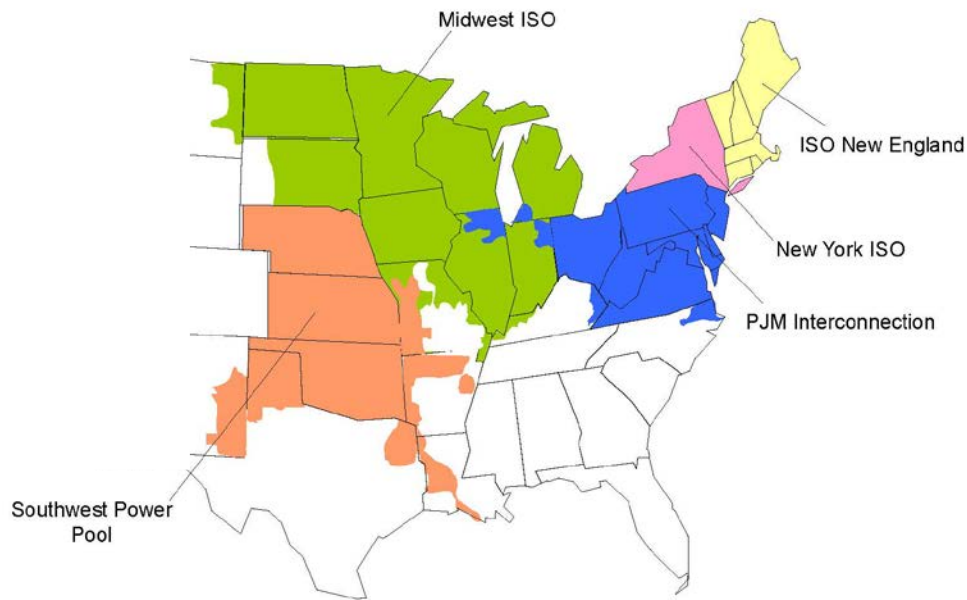 Midwest ISO
ISO New England
New York ISO
PJM Interconnection
Southwest Power
Pool